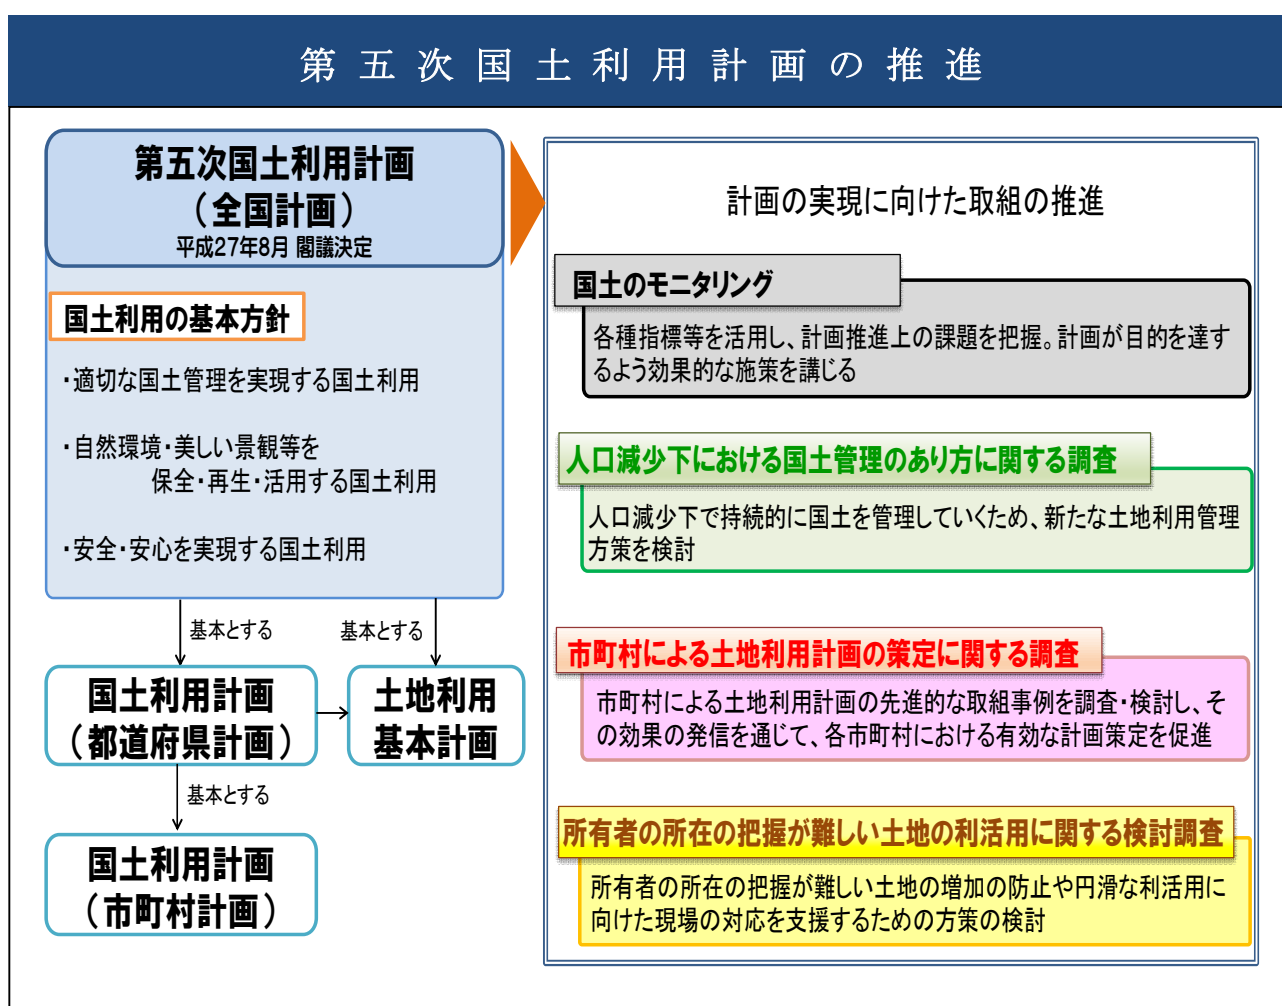 第五次国土利用計画の推進
第五次国土利用計画
（全国計画）
平成27年8月 閣議決定
国土利用の基本方針
・適切な国土管理を実現する国土利用
・自然環境・美しい景観等を
保全・再生・活用する国土利用
・安全・安心を実現する国土利用
基本とする
基本とする
国土利用計画
（都道府県計画）
土地利用
基本計画
基本とする
国土利用計画
（市町村計画）
計画の実現に向けた取組の推進
国土のモニタリング
各種指標等を活用し、計画推進上の課題を把握。計画が目的を達す
るよう効果的な施策を講じる
人口減少下における国土管理のあり方に関する調査
人口減少下で持続的に国土を管理していくため、新たな土地利用管理
方策を検討
市町村による土地利用計画の策定に関する調査
市町村による土地利用計画の先進的な取組事例を調査・検討し、そ
の効果の発信を通じて、各市町村における有効な計画策定を促進
所有者の所在の把握が難しい土地の利活用に関する検討調査
所有者の所在の把握が難しい土地の増加の防止や円滑な利活用に
向けた現場の対応を支援するための方策の検討